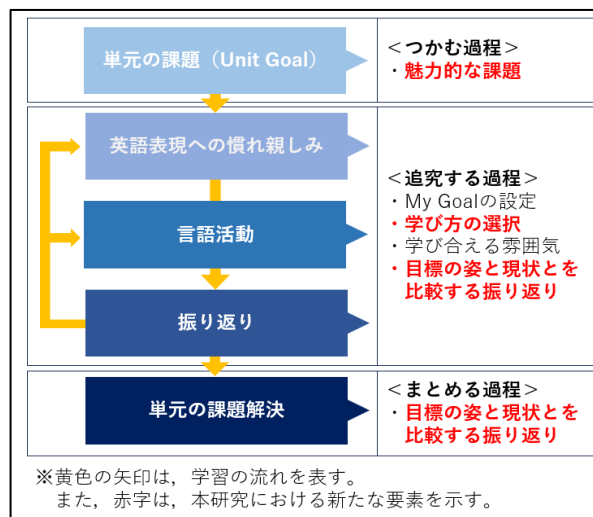 単元の課題（Unit Goal）
＜つかむ過程＞
・魅力的な課題
英語表現への慣れ親しみ
言語活動
振り返り
＜追究する過程＞
・My Goalの設定
・学び方の選択
・学び合える雰囲気
・目標の姿と現状とを
比較する振り返り
単元の課題解決
＜まとめる過程＞
・目標の姿と現状とを
比較する振り返り
※黄色の矢印は，学習の流れを表す。
また，赤字は，本研究における新たな要素を示す。